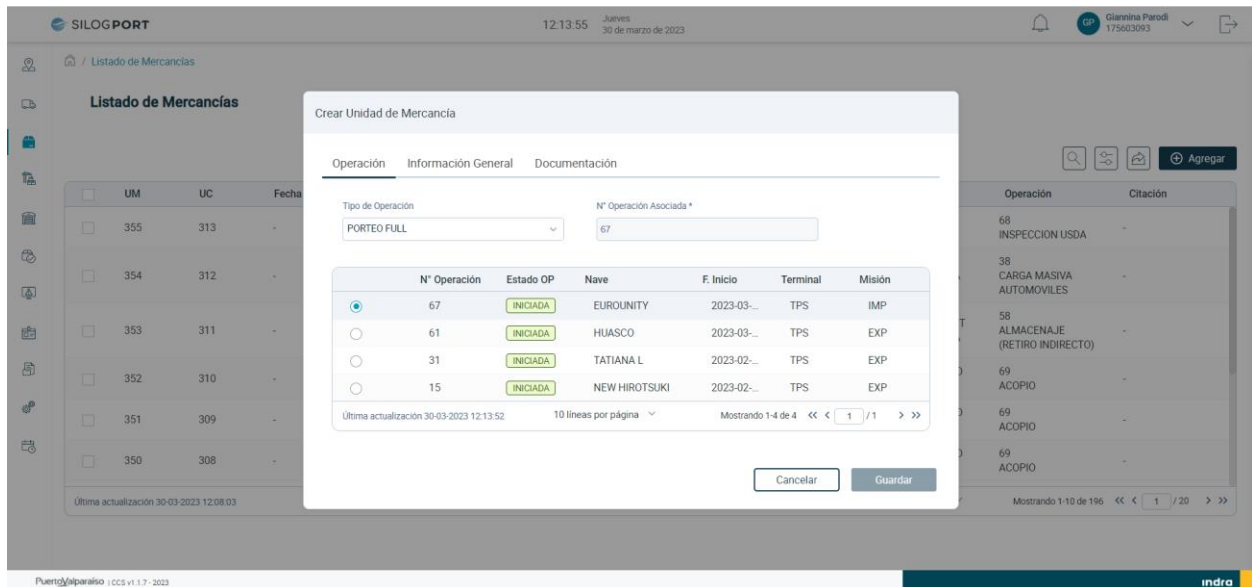 SILOGPORT
12:13:55
Jueves
30 de marzo de 2023
GP
Giannina Parodi
175603093
/ Listado de Mercancías
Listado de Mercancías
Agregar
Crear Unidad de Mercancía
Operación Información General Documentación
Tipo de Operación N° Operación Asociada *
PORTEO FULL 67
N° Operación Estado OP Nave F. Inicio Terminal Misión
67 INICIADA EUROUNITY 2023-03-... TPS IMP
61 INICIADA HUASCO 2023-03-... TPS EXP
31 INICIADA TATIANA L 2023-02-... TPS EXP
15 INICIADA NEW HIROTSUKI 2023-02-... TPS EXP
Última actualización 30-03-2023 12:13:52 10 líneas por página Mostrando 1-4 de 4 << < 1 / 1 > >>
Cancelar Guardar
UM UC Fecha Operación Citación
355 313 - 68 -
INSPECCION USDA
354 312 - 38 -
CARGA MASIVA
AUTOMOVILES
353 311 - 58 -
ALMACENAJE
(RETIRO INDIRECTO)
352 310 - 69 -
ACOPIO
351 309 - 69 -
ACOPIO
350 308 - 69 -
ACOPIO
Última actualización 30-03-2023 12:08:03 Mostrando 1-10 de 196 << < 1 / 20 > >>
PuertoValparaíso | CCS v1.1.7 - 2023
indra